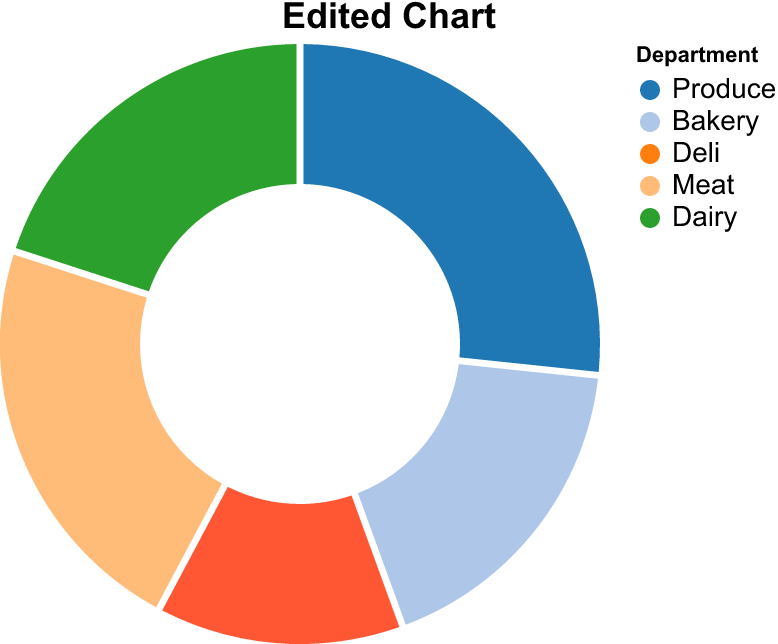 Edited Chart
Department
Produce
Bakery
Deli
Meat
Dairy